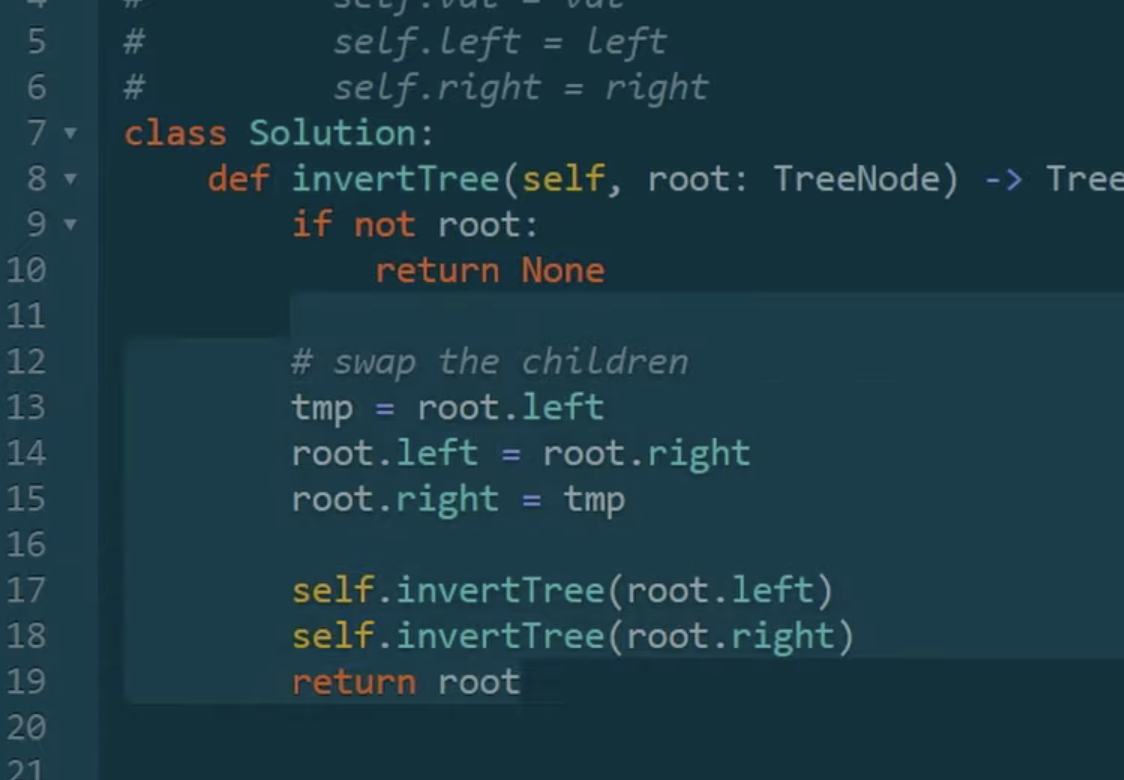 4 # self.val = val
5 # self.left = left
6 # self.right = right
7 class Solution:
8 def invertTree(self, root: TreeNode) -> Tree
9 if not root:
10 return None
11
12 # swap the children
13 tmp = root.left
14 root.left = root.right
15 root.right = tmp
16
17 self.invertTree(root.left)
18 self.invertTree(root.right)
19 return root
20
21